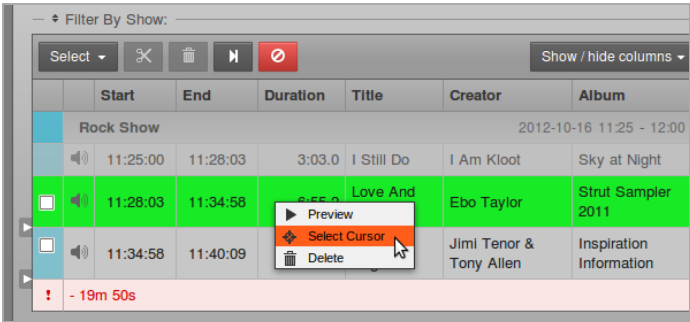 Filter By Show:
Select
Show / hide columns
Start End Duration Title Creator Album
Rock Show 2012-10-16 11:25 - 12:00
11:25:00 11:28:03 3:03.0 I Still Do I Am Kloot Sky at Night
11:28:03 11:34:58 Love And Ebo Taylor Strut Sampler
2011
Preview
11:34:58 11:40:09 Jimi Tenor & Inspiration
Tony Allen Information
Select Cursor
Delete
! - 19m 50s